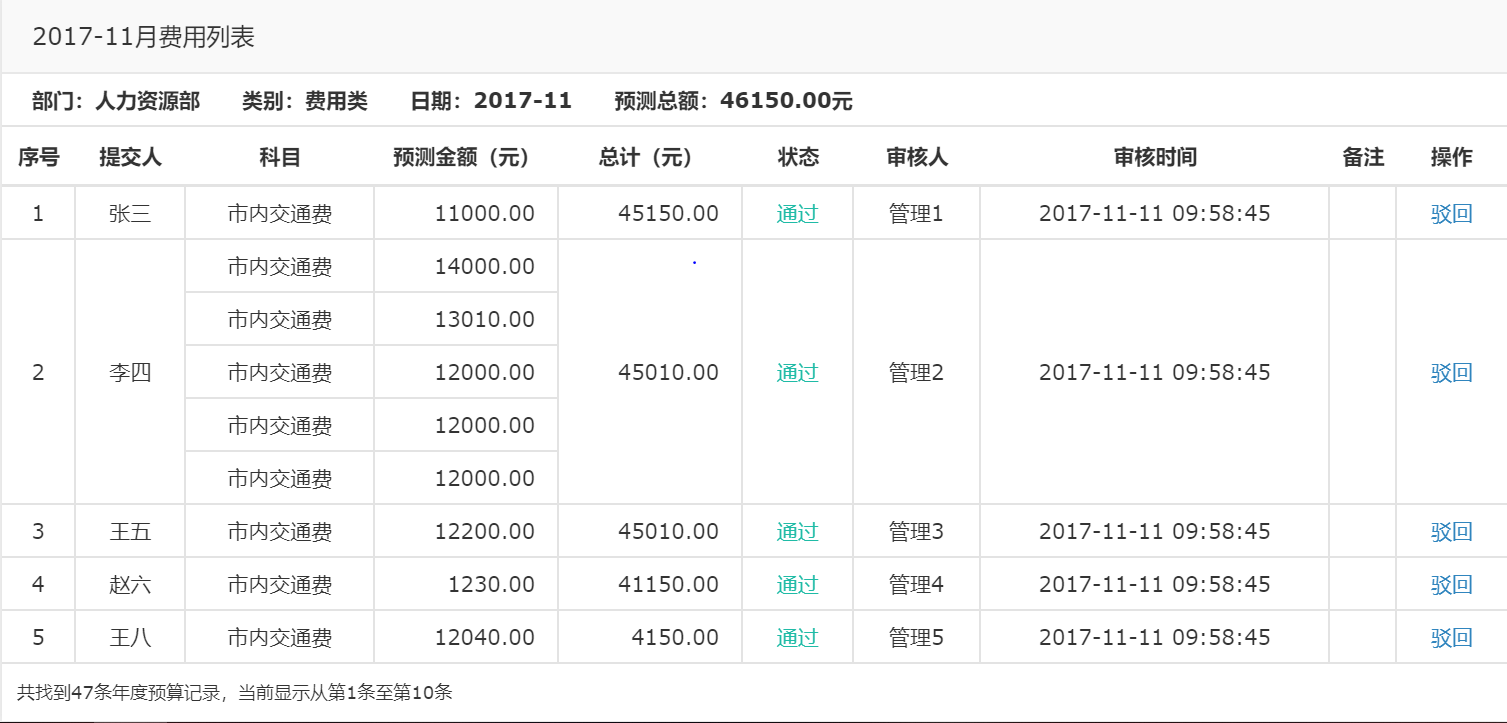 2017-11月费用列表
部门：人力资源部 类别：费用类 日期：2017-11 预测总额：46150.00元
序号 提交人 科目 预测金额（元） 总计（元） 状态 审核人 审核时间 备注 操作
1 张三 市内交通费 11000.00 45150.00 通过 管理1 2017-11-11 09:58:45 驳回
市内交通费 14000.00
市内交通费 13010.00
2 李四 市内交通费 12000.00 45010.00 通过 管理2 2017-11-11 09:58:45 驳回
市内交通费 12000.00
市内交通费 12000.00
3 王五 市内交通费 12200.00 45010.00 通过 管理3 2017-11-11 09:58:45 驳回
4 赵六 市内交通费 1230.00 41150.00 通过 管理4 2017-11-11 09:58:45 驳回
5 王八 市内交通费 12040.00 4150.00 通过 管理5 2017-11-11 09:58:45 驳回
共找到47条年度预算记录，当前显示从第1条至第10条